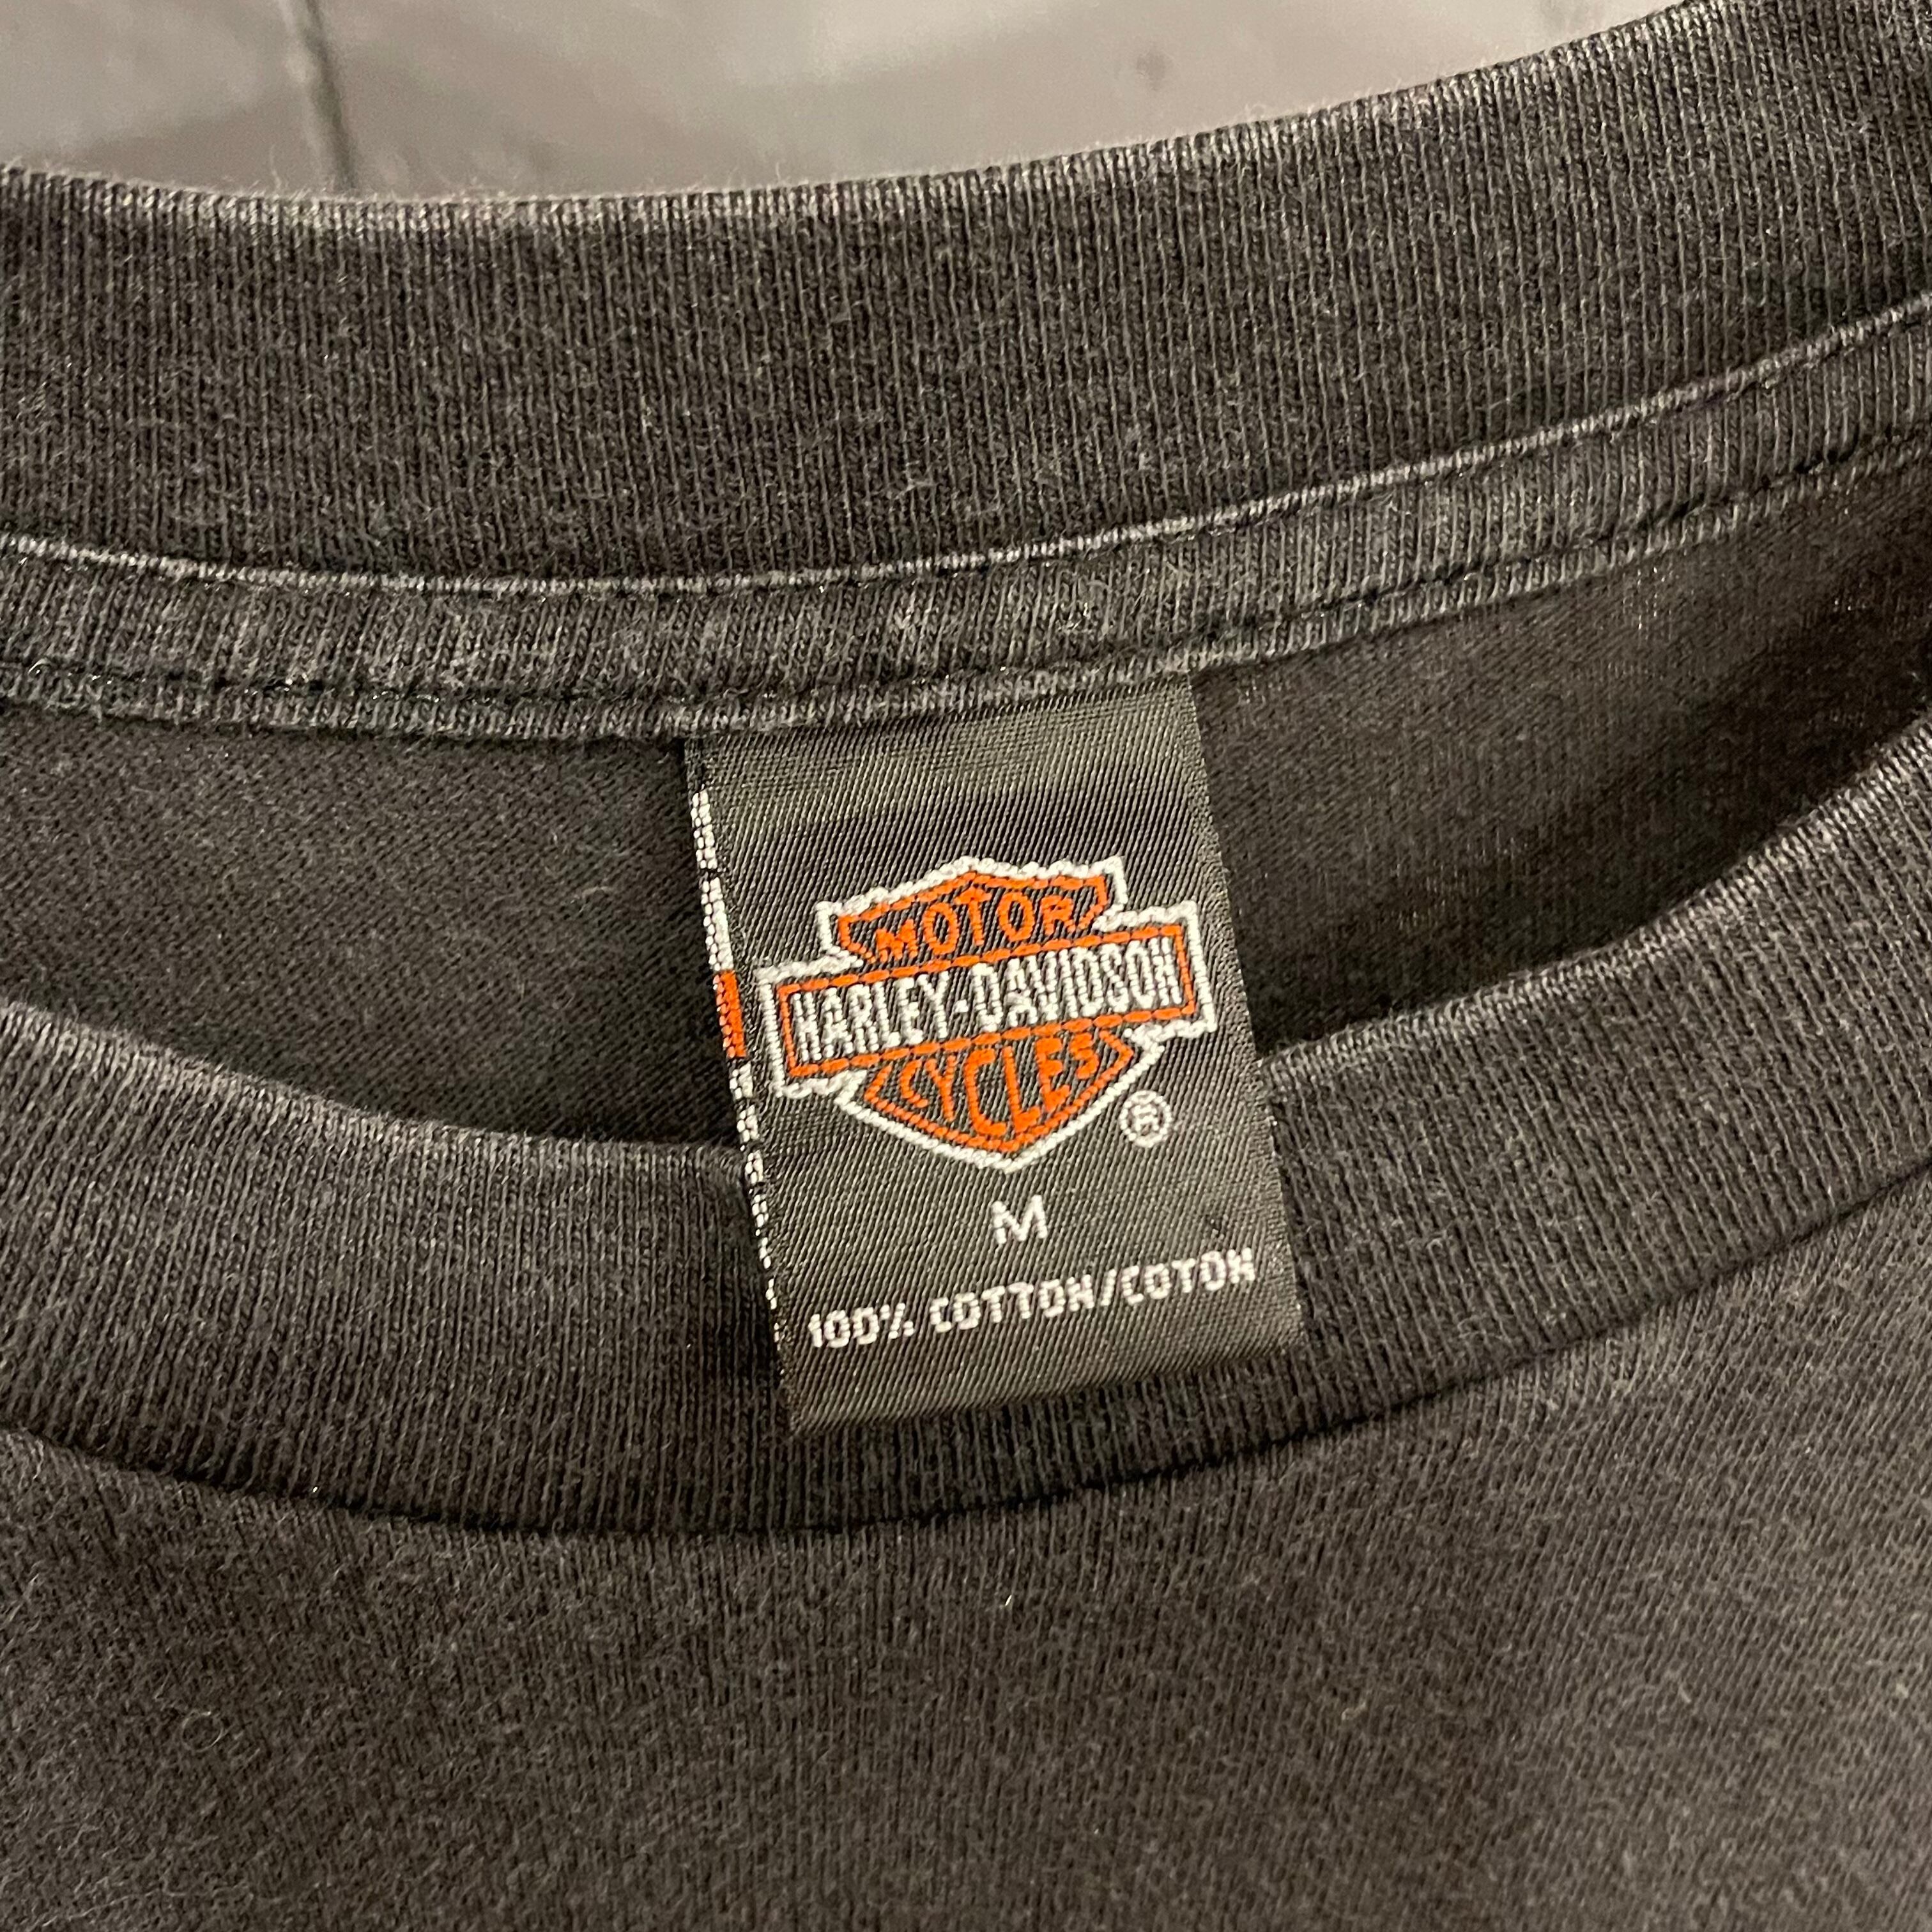 MOTOR
HARLEY-DAVIDSON
CYCLES
®
M
100% COTTON/COTON